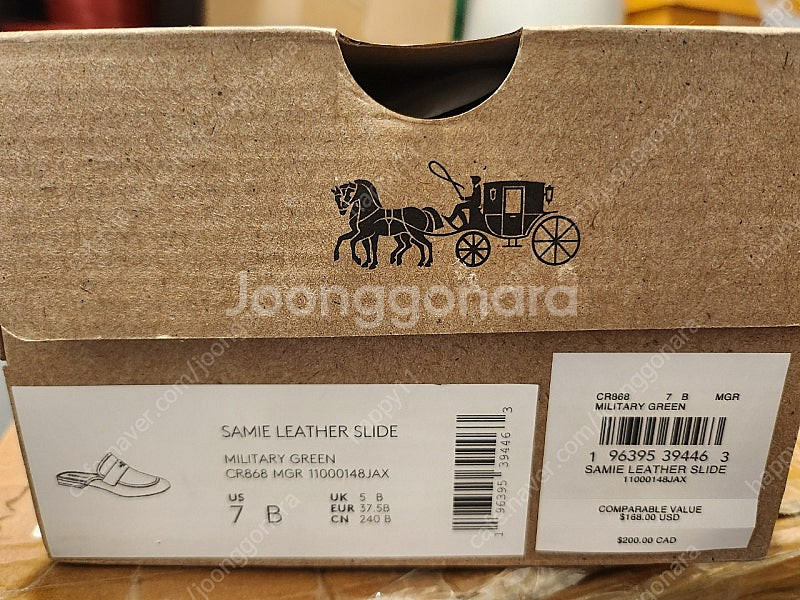 Joonggonara
SAMIE LEATHER SLIDE
MILITARY GREEN
CR868 MGR 11000148JAX
US
7 B
UK 5 B
EUR 37.5B
CN 240 B
1 96395 39446 3
CR868 7 B MGR
MILITARY GREEN
1 96395 39446 3
SAMIE LEATHER SLIDE
11000148JAX
COMPARABLE VALUE
$168.00 USD
$200.00 CAD